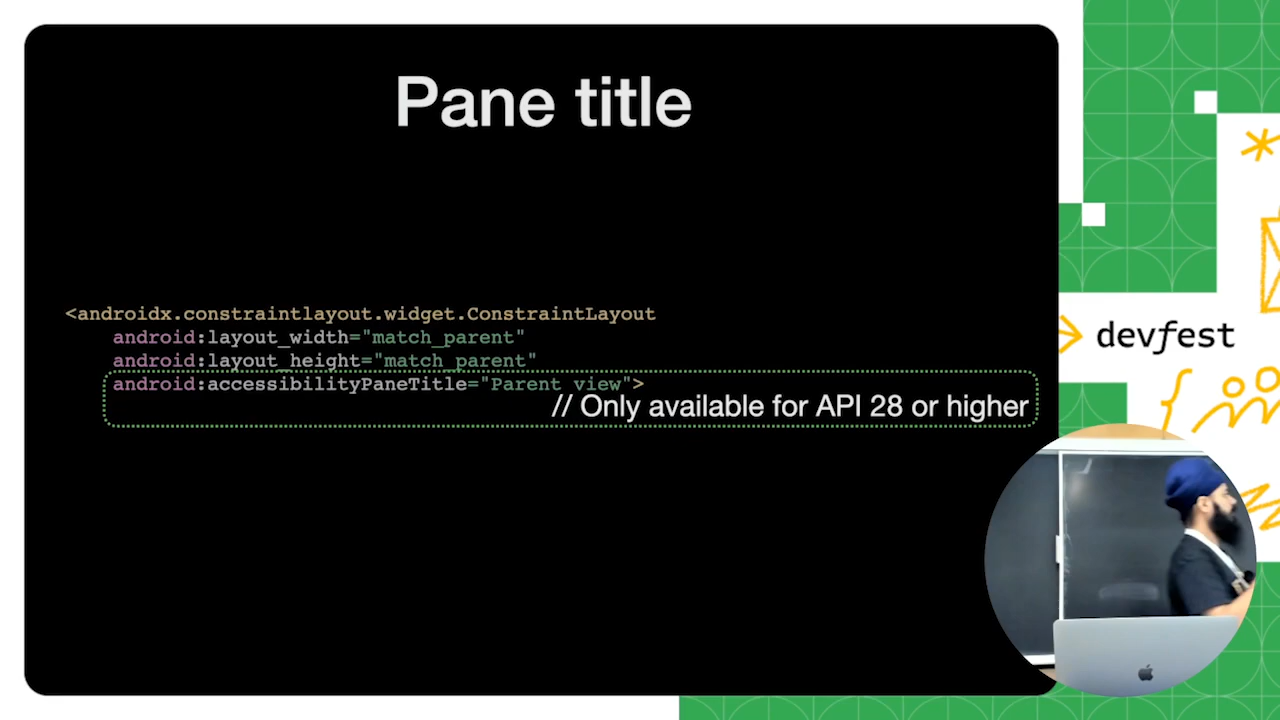 Pane title
<androidx.constraintlayout.widget.ConstraintLayout
android:layout_width="match_parent"
android:layout_height="match_parent"
android:accessibilityPaneTitle="Parent view">
// Only available for API 28 or higher
devfest